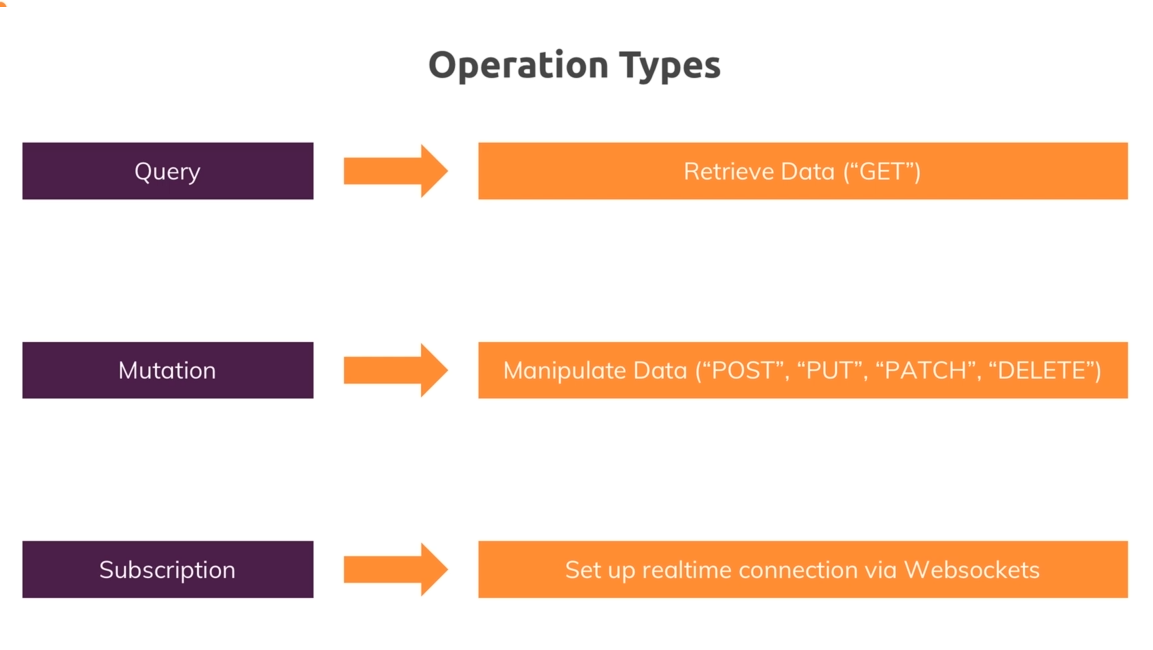 Operation Types
Query
Retrieve Data (“GET”)
Mutation
Manipulate Data (“POST”, “PUT”, “PATCH”, “DELETE”)
Subscription
Set up realtime connection via Websockets